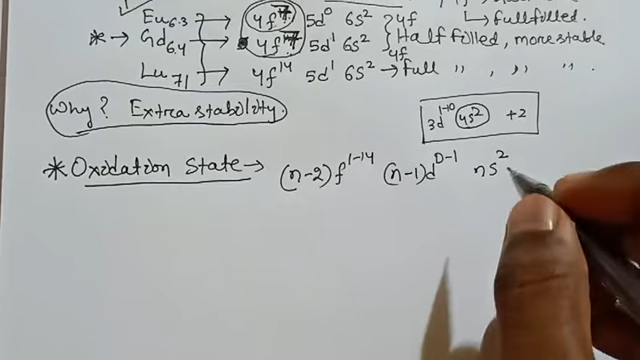 Eu63 → 4f⁷ 5d⁰ 6s² } 4f ↳ fullfilled.
* → Gd64 → 4f⁷ 5d¹ 6s² Half filled, more stable
4f
Lu71 → 4f¹⁴ 5d¹ 6s² → full " , , " .
Why? Extra stability.
3d¹⁻¹⁰ 4s² +2
* Oxidation State → (n-2)f¹⁻¹⁴ (n-1)d⁰⁻¹ ns²